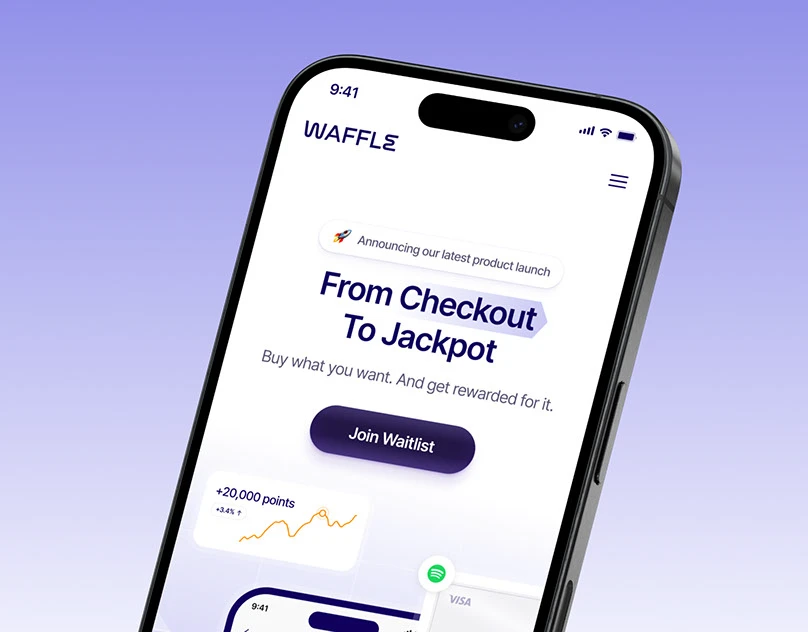 9:41
WAFFLE
🚀 Announcing our latest product launch
From Checkout
To Jackpot
Buy what you want. And get rewarded for it.
Join Waitlist
+20,000 points
+3.4% ↑
VISA
9:41